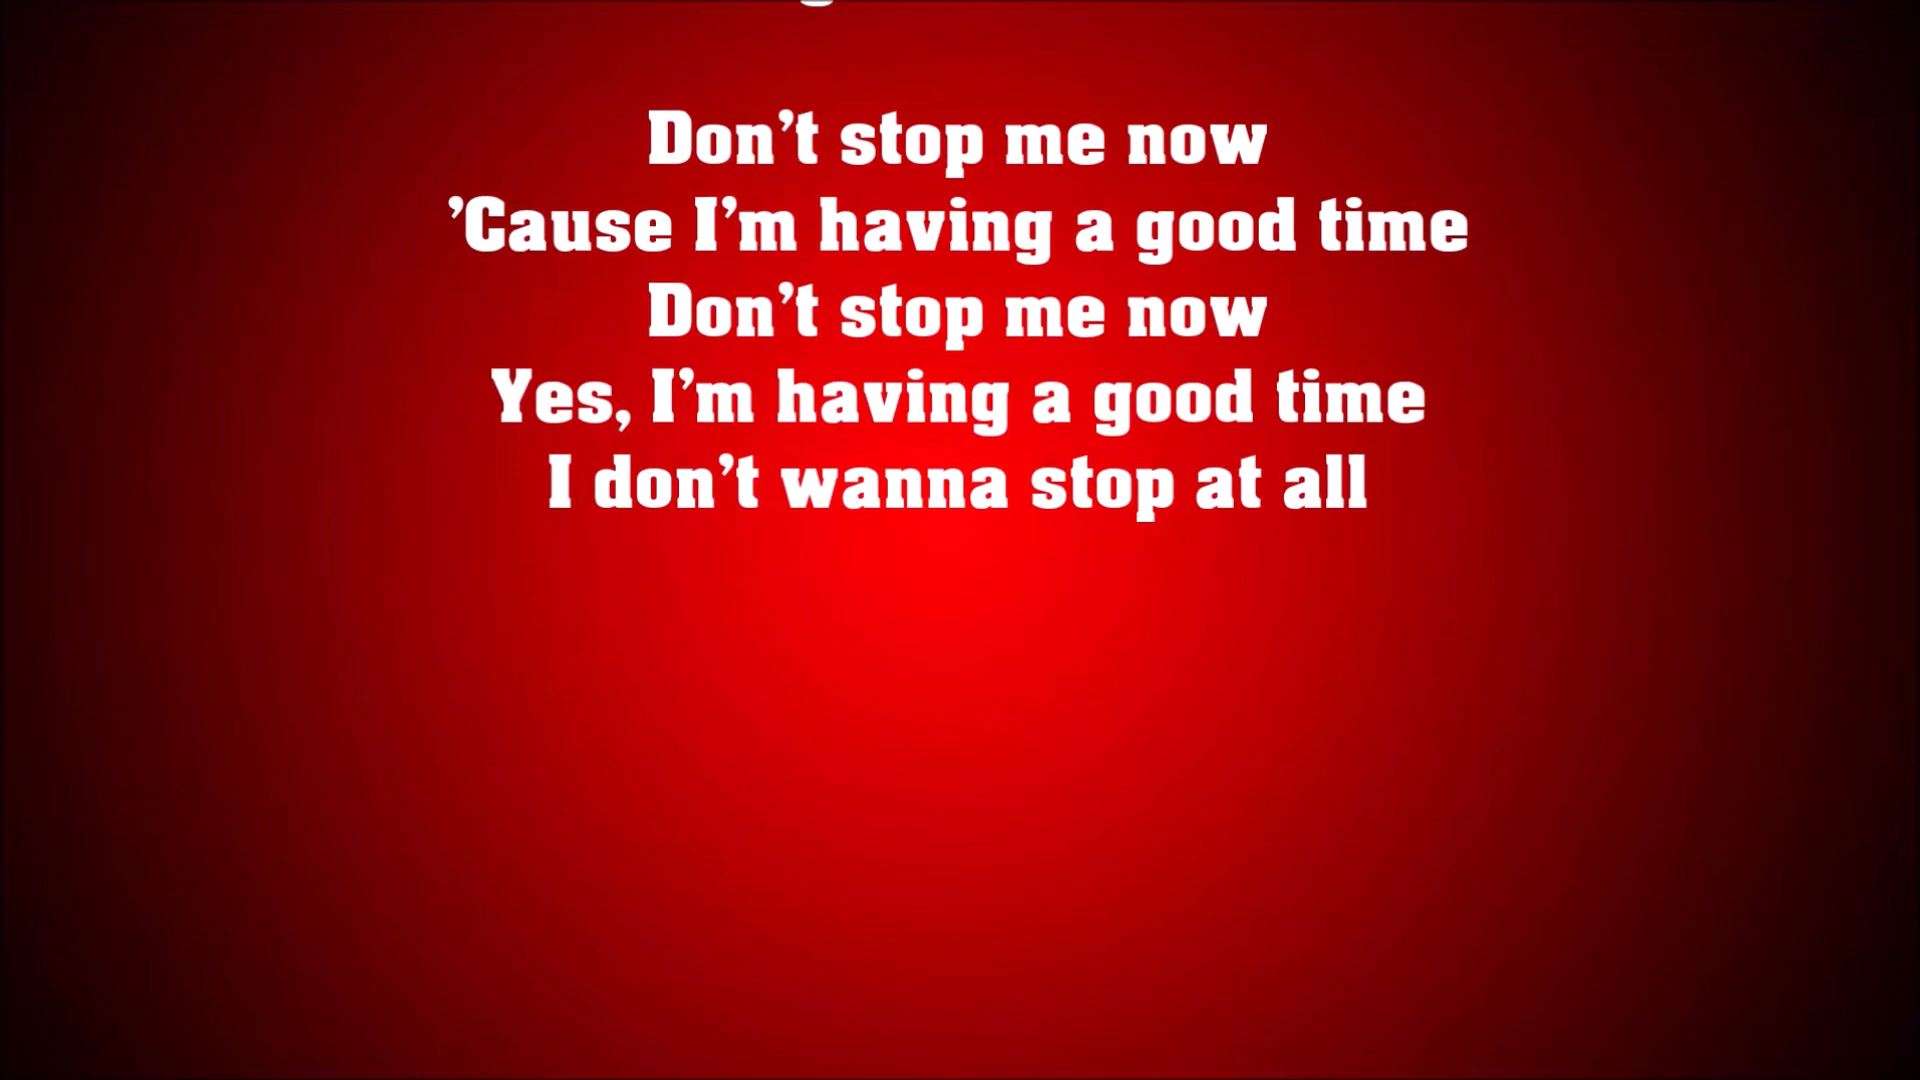 Don't stop me now
'Cause I'm having a good time
Don't stop me now
Yes, I'm having a good time
I don't wanna stop at all